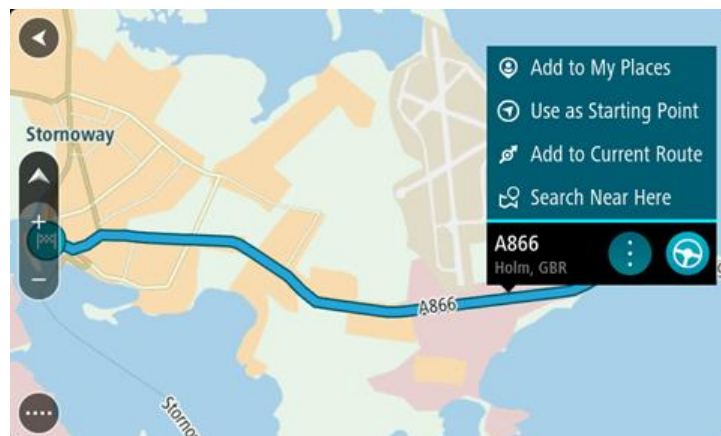 Add to My Places
Use as Starting Point
Add to Current Route
Search Near Here
A866
Holm, GBR
Stornoway
A866
Storno